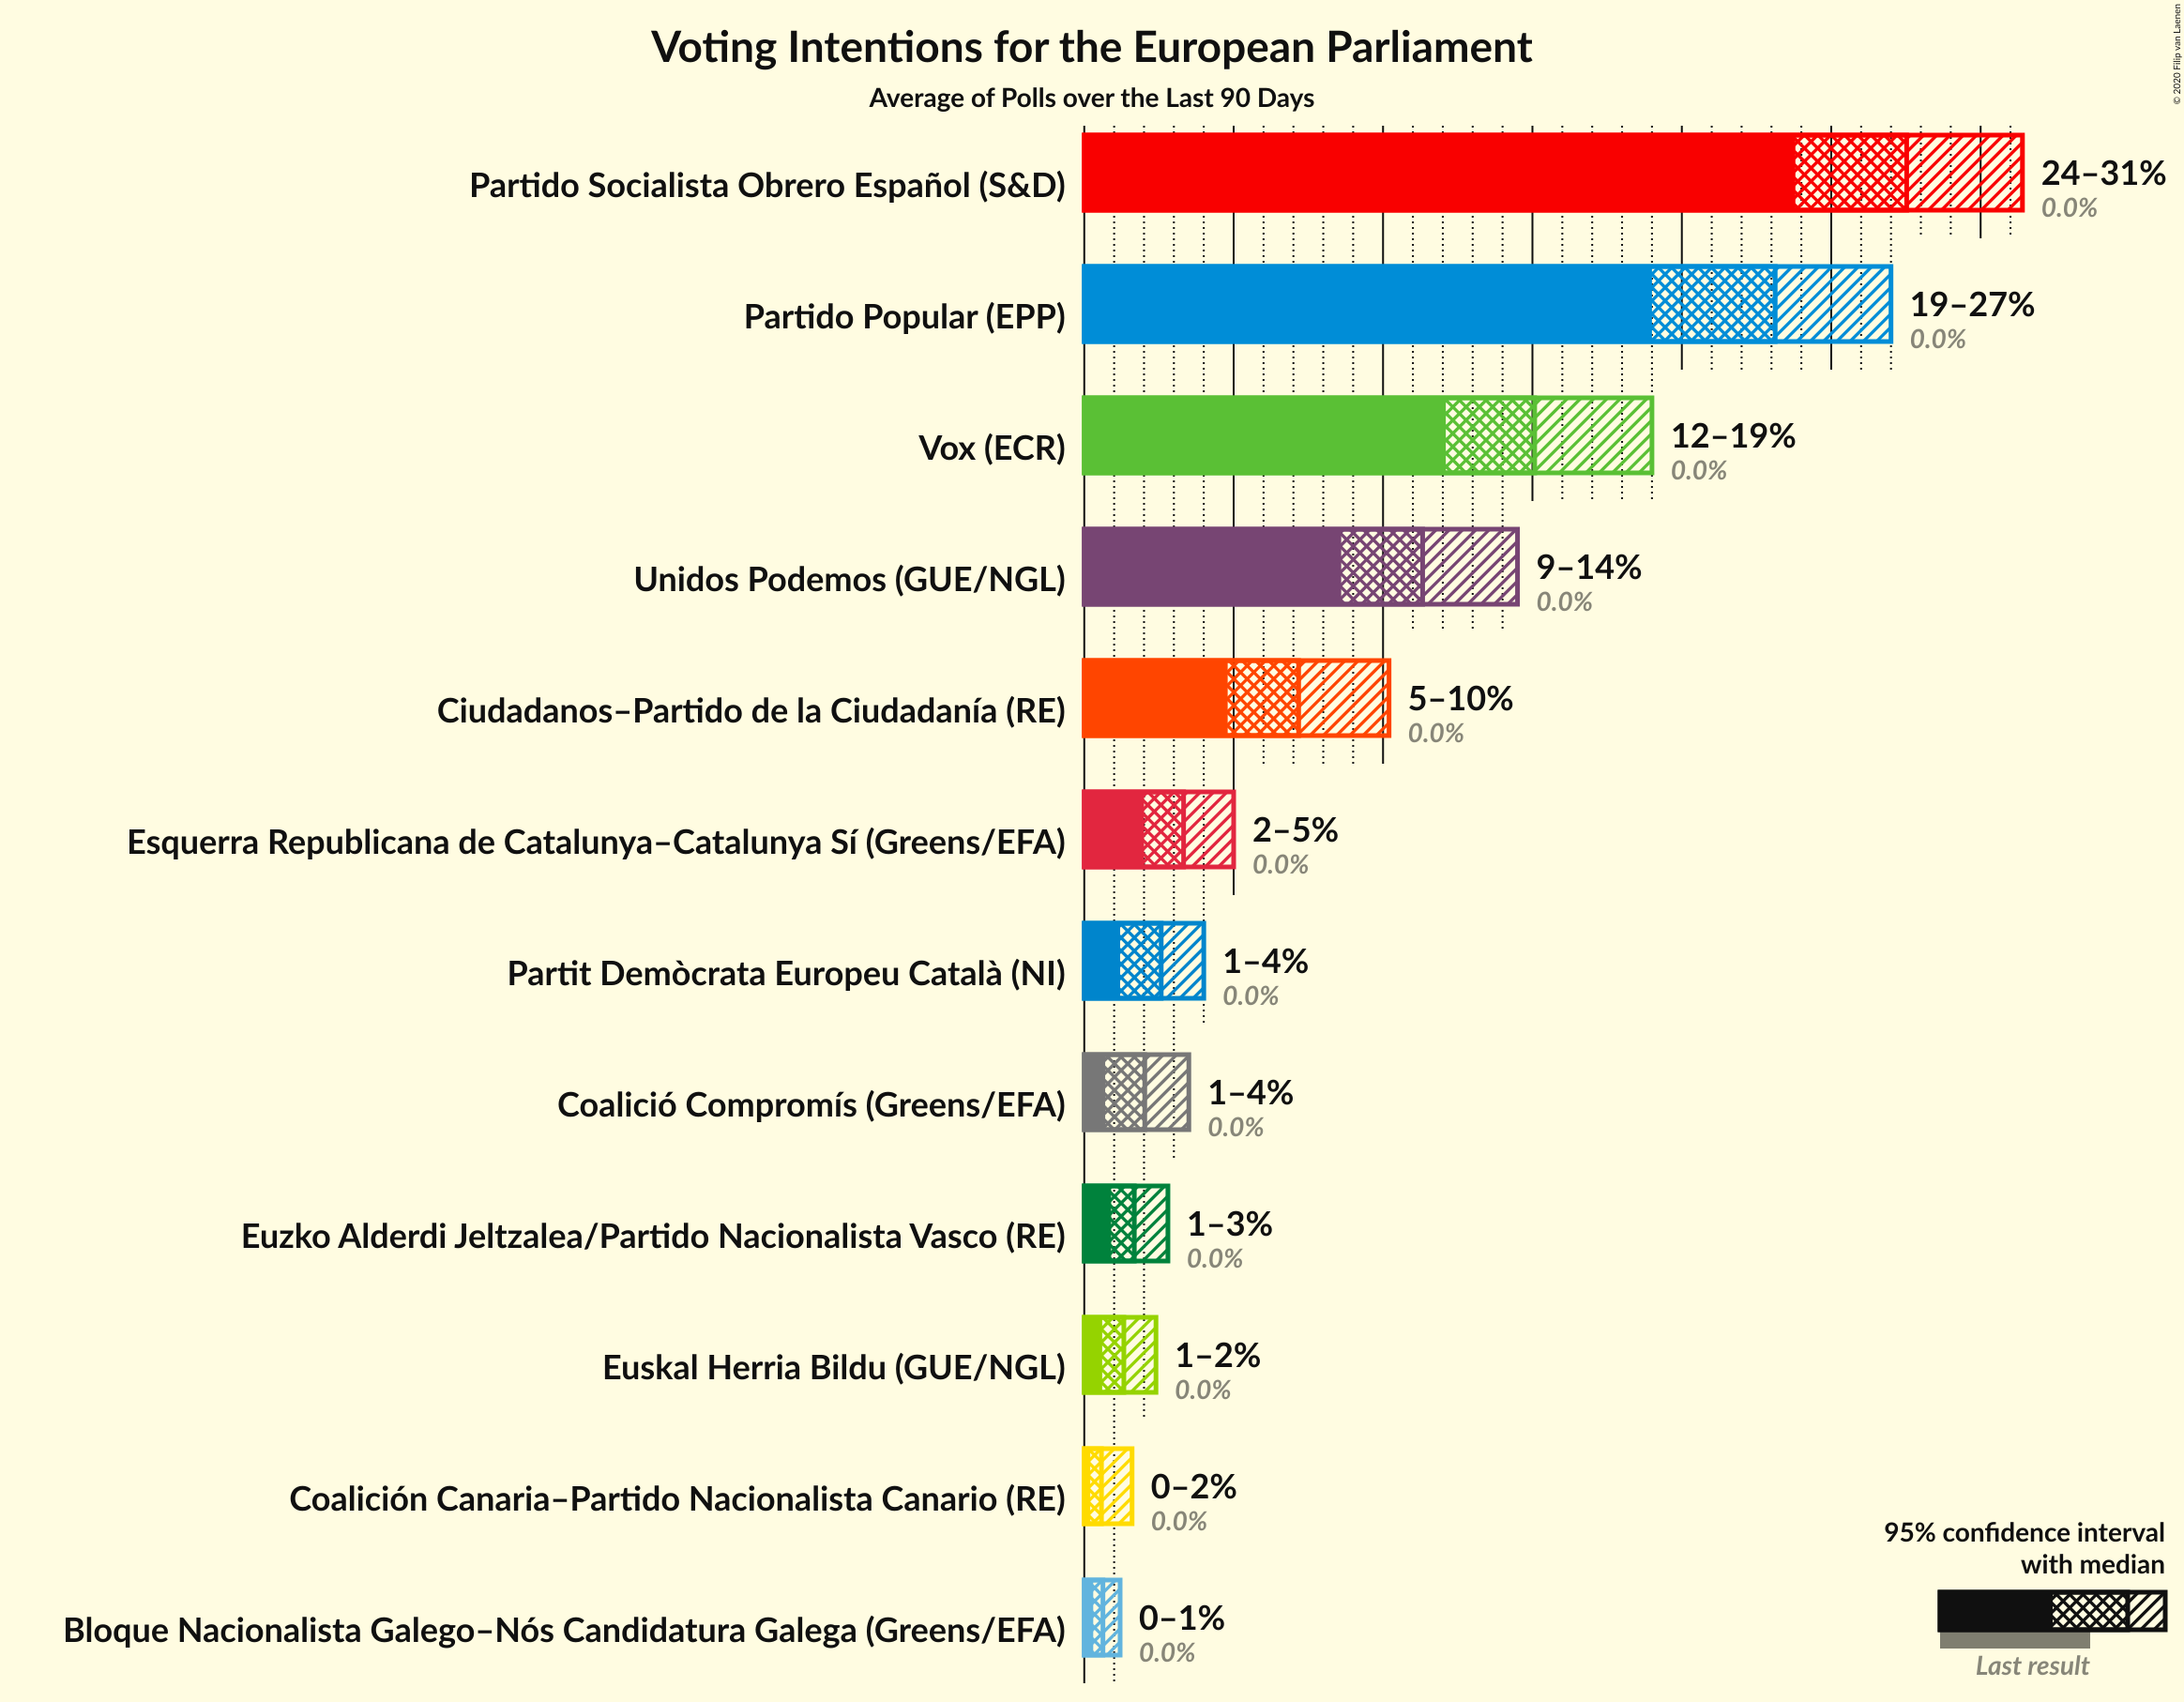 Voting Intentions for the European Parliament
Average of Polls over the Last 90 Days
© 2020 Filip van Laenen
Partido Socialista Obrero Español (S&D)
24–31%
0.0%
Partido Popular (EPP)
19–27%
0.0%
Vox (ECR)
12–19%
0.0%
Unidos Podemos (GUE/NGL)
9–14%
0.0%
Ciudadanos–Partido de la Ciudadanía (RE)
5–10%
0.0%
Esquerra Republicana de Catalunya–Catalunya Sí (Greens/EFA)
2–5%
0.0%
Partit Demòcrata Europeu Català (NI)
1–4%
0.0%
Coalició Compromís (Greens/EFA)
1–4%
0.0%
Euzko Alderdi Jeltzalea/Partido Nacionalista Vasco (RE)
1–3%
0.0%
Euskal Herria Bildu (GUE/NGL)
1–2%
0.0%
Coalición Canaria–Partido Nacionalista Canario (RE)
0–2%
0.0%
Bloque Nacionalista Galego–Nós Candidatura Galega (Greens/EFA)
0–1%
0.0%
95% confidence interval
with median
Last result